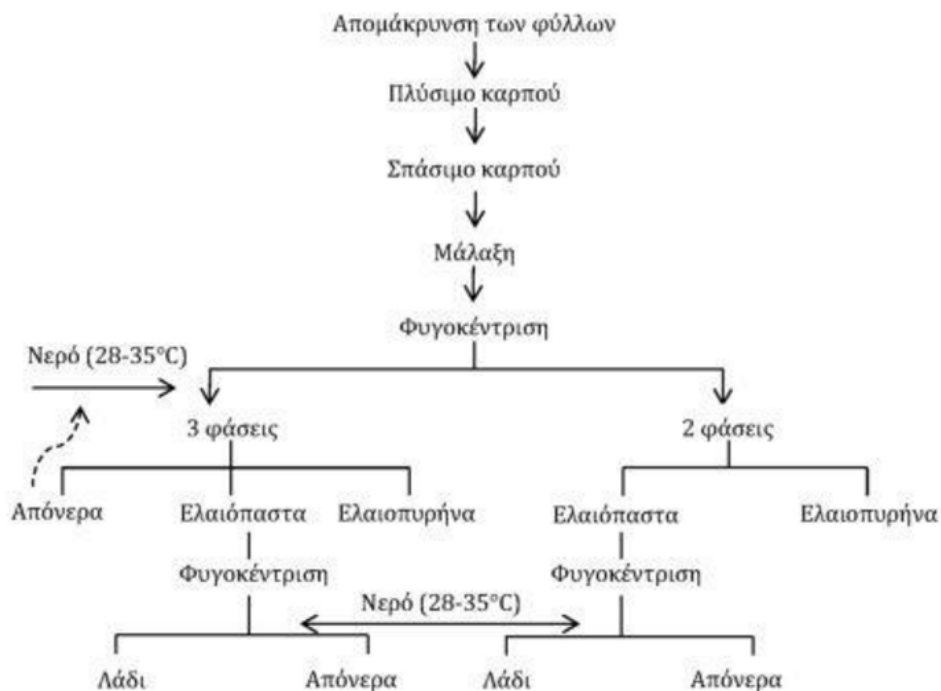 Απομάκρυνση των φύλλων
Πλύσιμο καρπού
Σπάσιμο καρπού
Μάλαξη
Φυγοκέντριση
Νερό (28-35°C)
3 φάσεις
2 φάσεις
Απόνερα
Ελαιόπαστα
Ελαιοπυρήνα
Ελαιόπαστα
Ελαιοπυρήνα
Φυγοκέντριση
Φυγοκέντριση
Νερό (28-35°C)
Λάδι
Απόνερα
Λάδι
Απόνερα